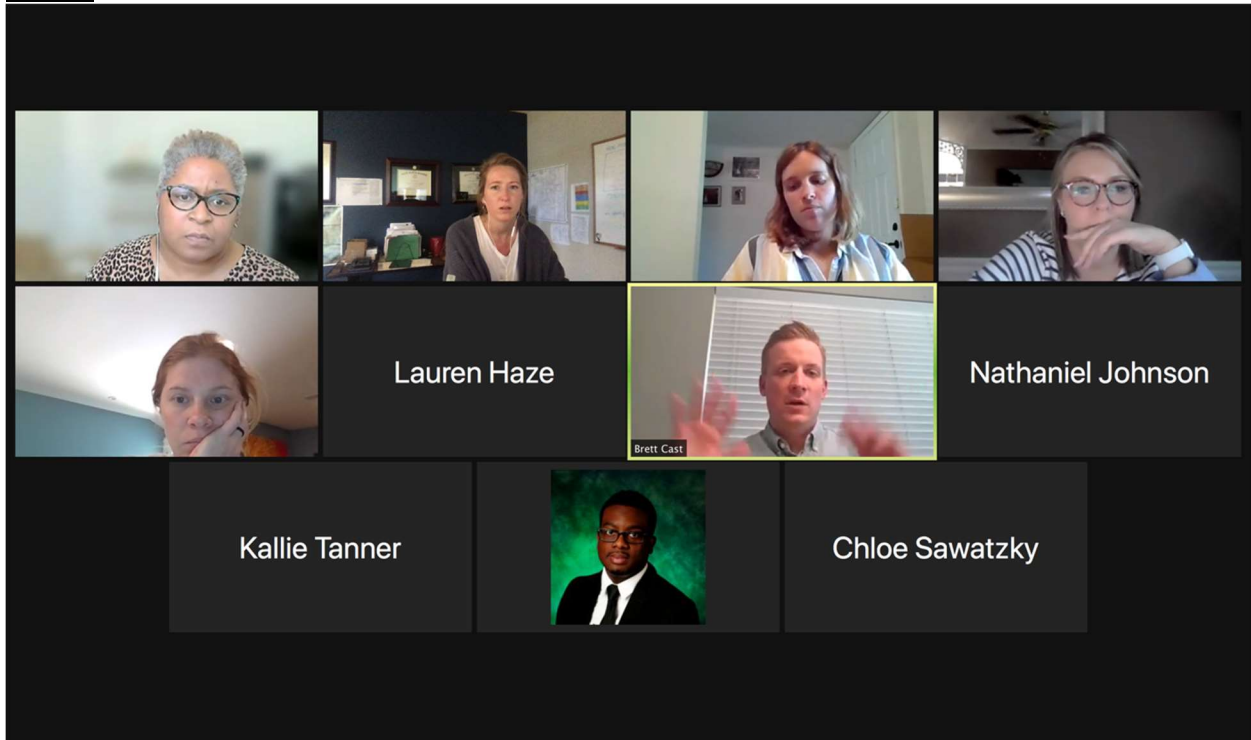 Lauren Haze
Brett Cast
Nathaniel Johnson
Kallie Tanner
Chloe Sawatzky